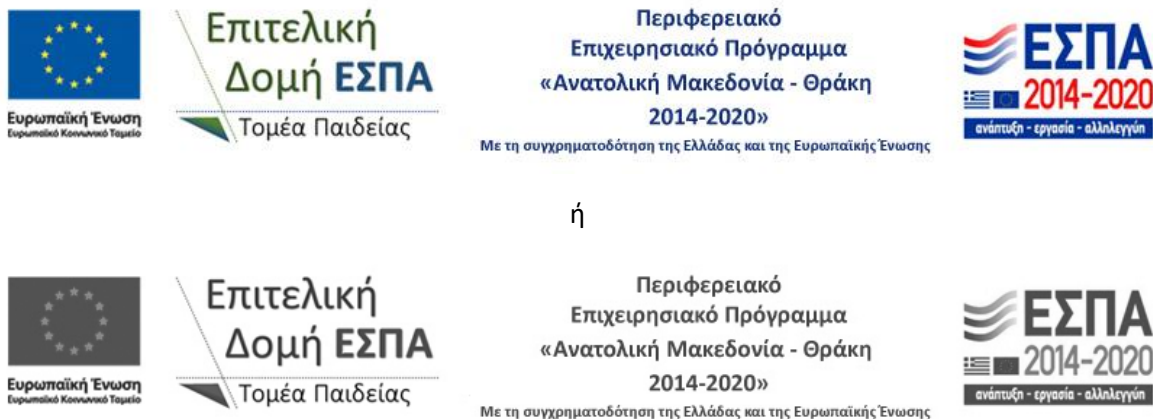 Ευρωπαϊκή Ένωση
Ευρωπαϊκό Κοινωνικό Ταμείο
Επιτελική
Δομή ΕΣΠΑ
Τομέα Παιδείας
Περιφερειακό
Επιχειρησιακό Πρόγραμμα
«Ανατολική Μακεδονία - Θράκη
2014-2020»
Με τη συγχρηματοδότηση της Ελλάδας και της Ευρωπαϊκής Ένωσης
ΕΣΠΑ
2014-2020
ανάπτυξη - εργασία - αλληλεγγύη
ή
Ευρωπαϊκή Ένωση
Ευρωπαϊκό Κοινωνικό Ταμείο
Επιτελική
Δομή ΕΣΠΑ
Τομέα Παιδείας
Περιφερειακό
Επιχειρησιακό Πρόγραμμα
«Ανατολική Μακεδονία - Θράκη
2014-2020»
Με τη συγχρηματοδότηση της Ελλάδας και της Ευρωπαϊκής Ένωσης
ΕΣΠΑ
2014-2020
ανάπτυξη - εργασία - αλληλεγγύη